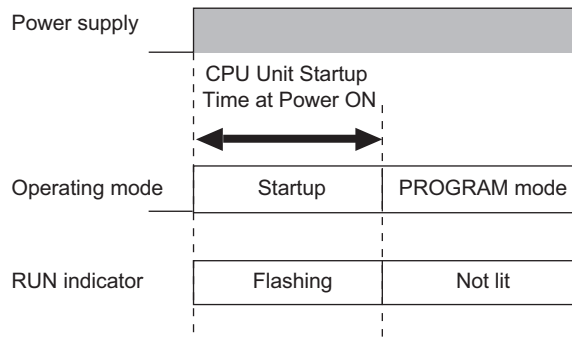 Power supply
CPU Unit Startup
Time at Power ON
Operating mode
Startup
PROGRAM mode
RUN indicator
Flashing
Not lit